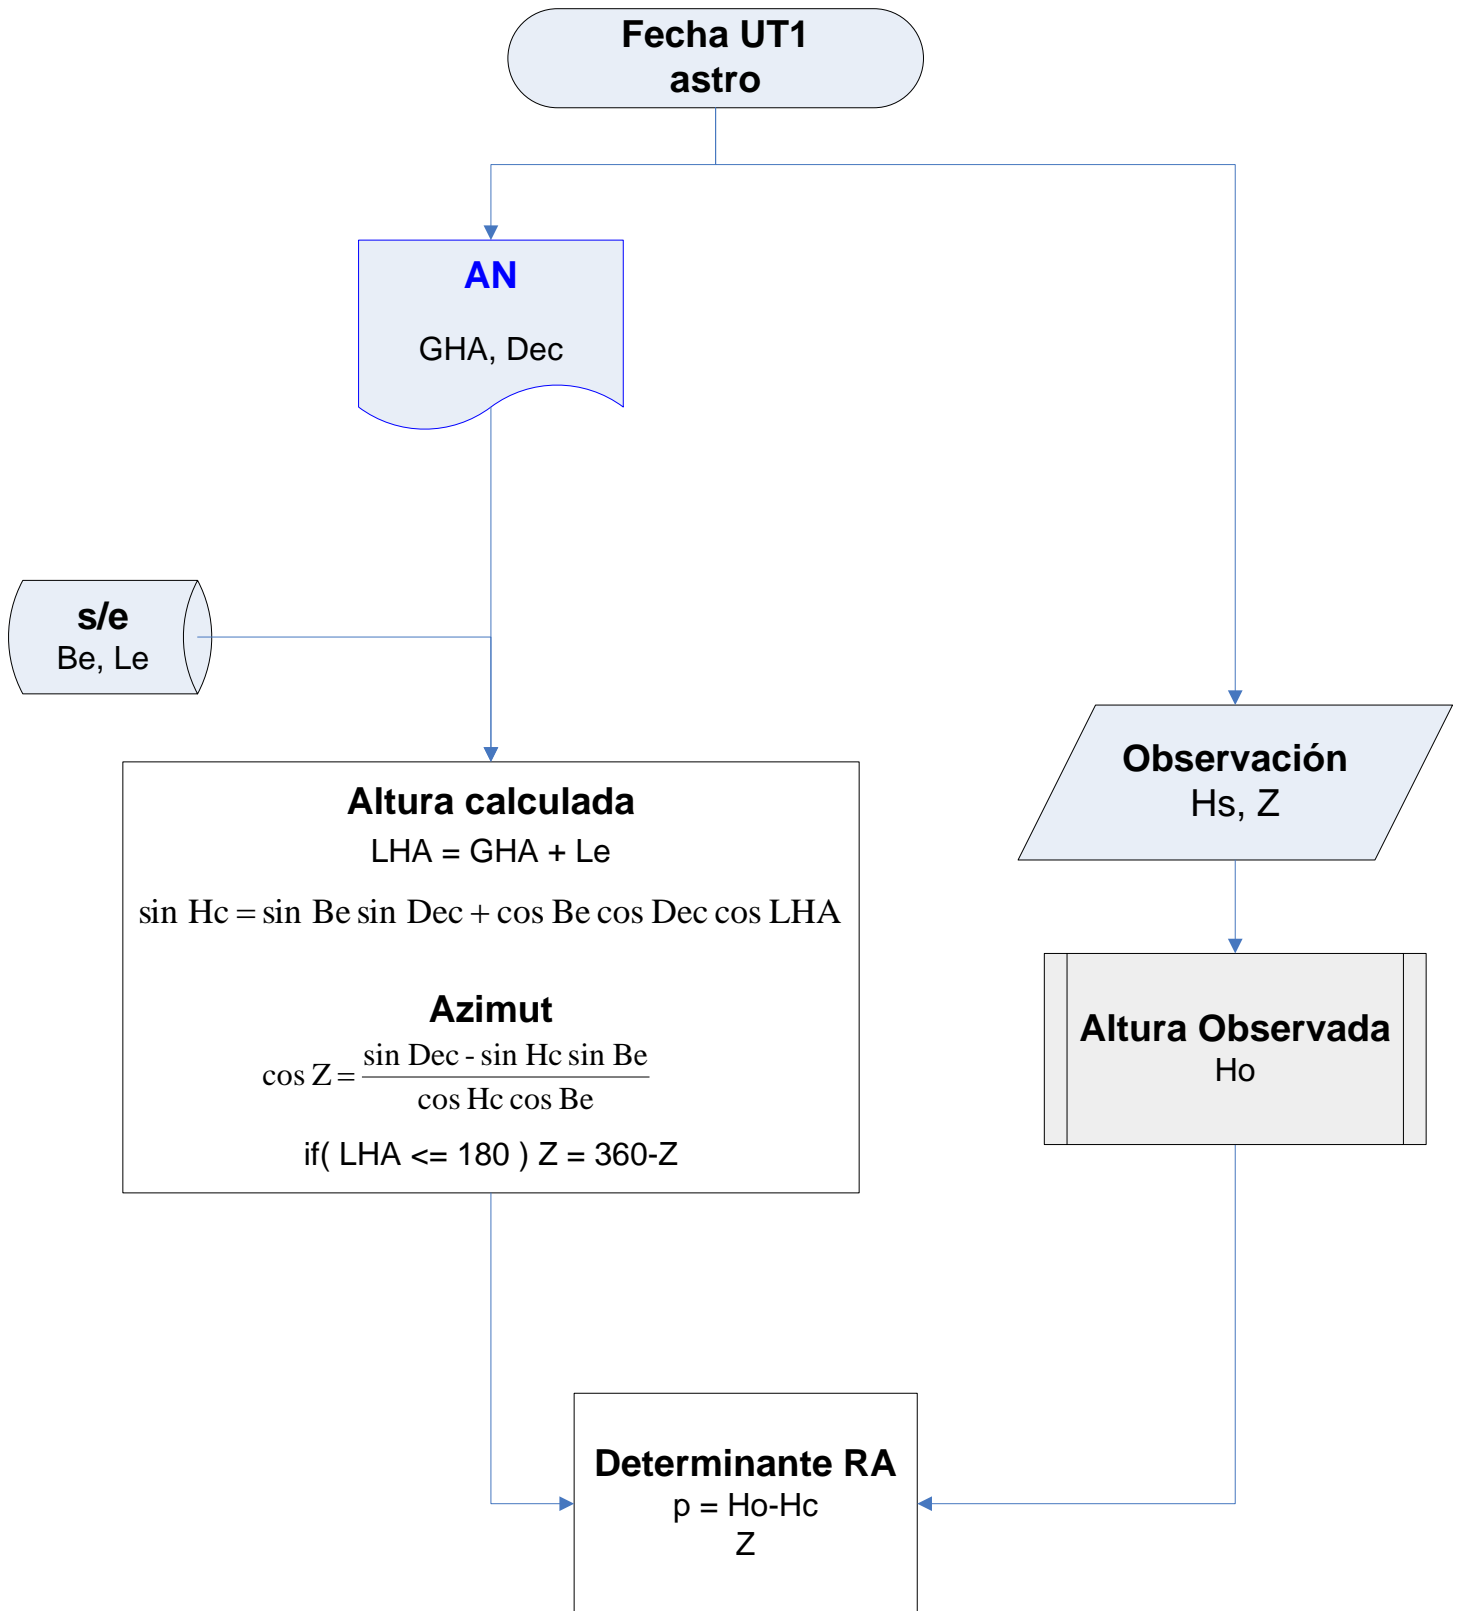 Fecha UT1
astro
AN
GHA, Dec
s/e
Be, Le
Altura calculada
LHA = GHA + Le
sin Hc = sin Be sin Dec + cos Be cos Dec cos LHA
Azimut
cos Z = \frac{sin Dec - sin Hc sin Be}{cos Hc cos Be}
if( LHA <= 180 ) Z = 360-Z
Observación
Hs, Z
Altura Observada
Ho
Determinante RA
p = Ho-Hc
Z